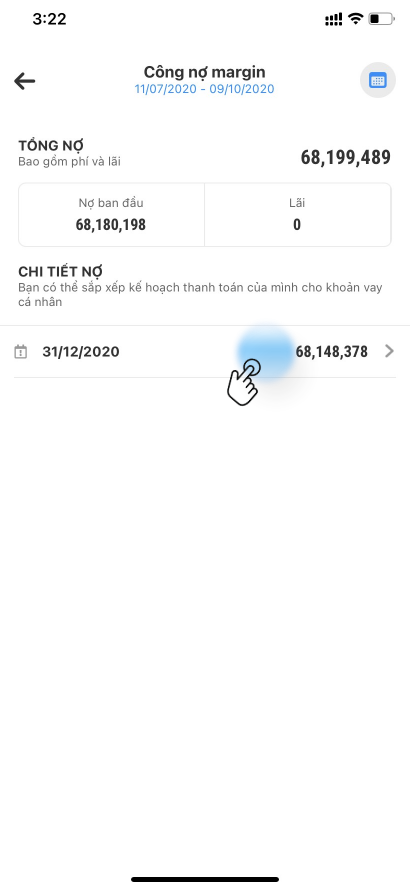 3:22
Công nợ margin
11/07/2020 - 09/10/2020
TỔNG NỢ
Bao gồm phí và lãi
68,199,489
Nợ ban đầu
Lãi
68,180,198
0
CHI TIẾT NỢ
Bạn có thể sắp xếp kế hoạch thanh toán của mình cho khoản vay
cá nhân
31/12/2020
68,148,378